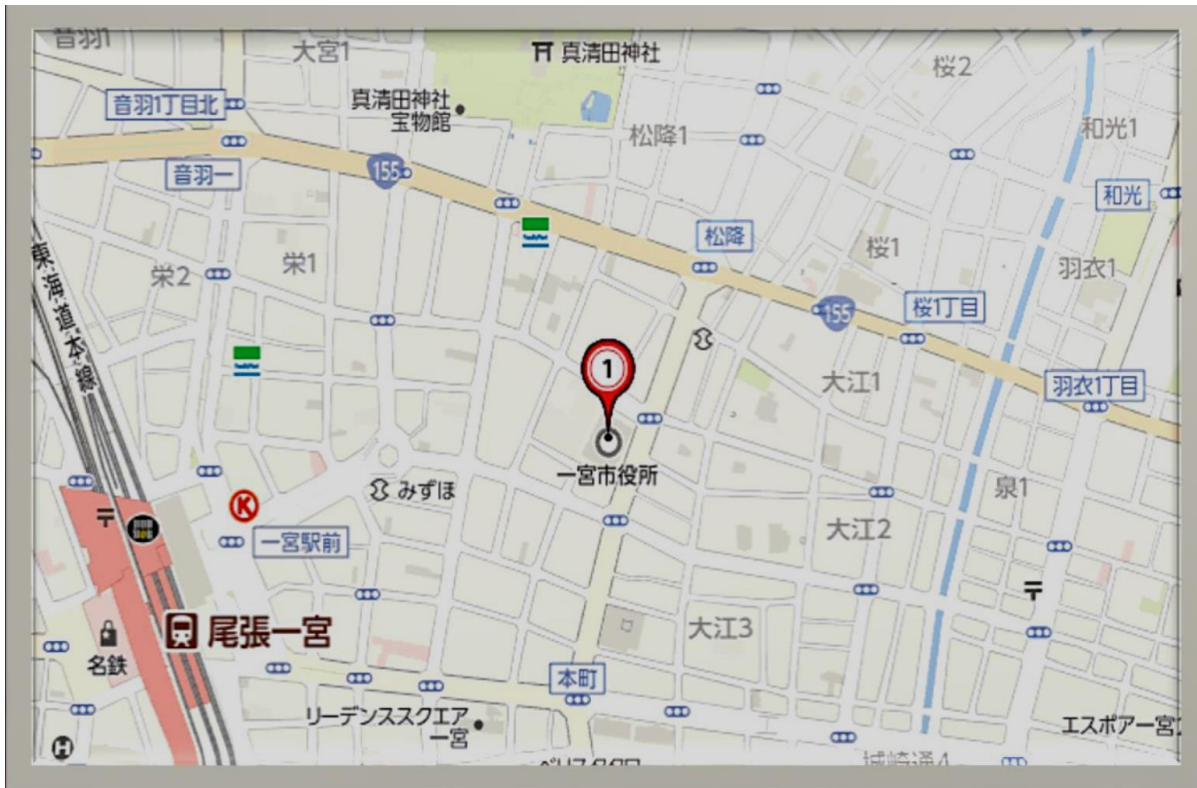 音羽1
大宮1
真清田神社
桜2
音羽1丁目北
真清田神社
宝物館
松降1
和光1
音羽一
155
和光
松降
桜1
栄2
栄1
羽衣1
東海道本線
155
桜1丁目
1
大江1
羽衣1丁目
一宮市役所
みずほ
泉1
K
大江2
一宮駅前
尾張一宮
大江3
名鉄
本町
リーデンススクエア
一宮
エスポアー宮
H
城崎通4